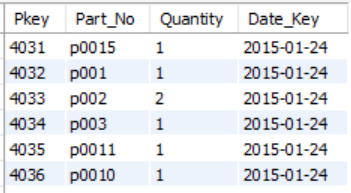 Pkey Part_No Quantity Date_Key
4031 p0015 1 2015-01-24
4032 p001 1 2015-01-24
4033 p002 2 2015-01-24
4034 p003 1 2015-01-24
4035 p0011 1 2015-01-24
4036 p0010 1 2015-01-24